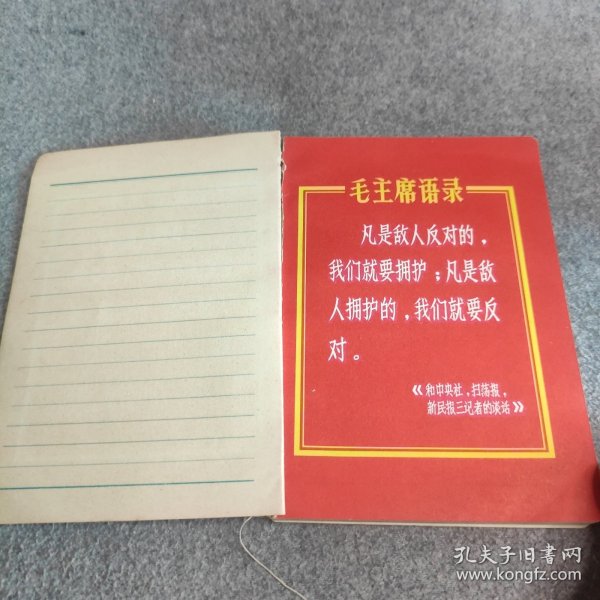 毛主席语录
凡是敌人反对的，
我们就要拥护；凡是敌
人拥护的，我们就要反
对。
《和中央社，扫荡报，
新民报三记者的谈话》
孔夫子旧书网
www.kongfz.com